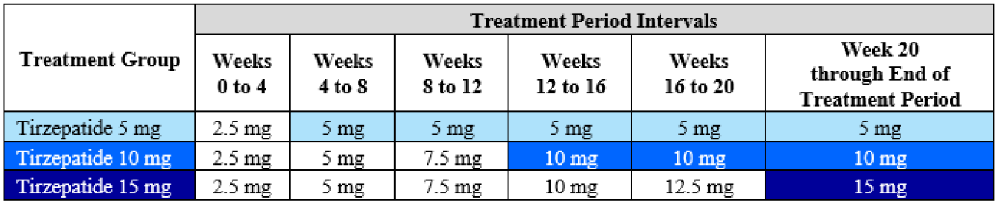 Treatment Period Intervals
Treatment Group
Weeks 0 to 4
Weeks 4 to 8
Weeks 8 to 12
Weeks 12 to 16
Weeks 16 to 20
Week 20 through End of Treatment Period
Tirzepatide 5 mg 2.5 mg 5 mg 5 mg 5 mg 5 mg 5 mg
Tirzepatide 10 mg 2.5 mg 5 mg 7.5 mg 10 mg 10 mg 10 mg
Tirzepatide 15 mg 2.5 mg 5 mg 7.5 mg 10 mg 12.5 mg 15 mg